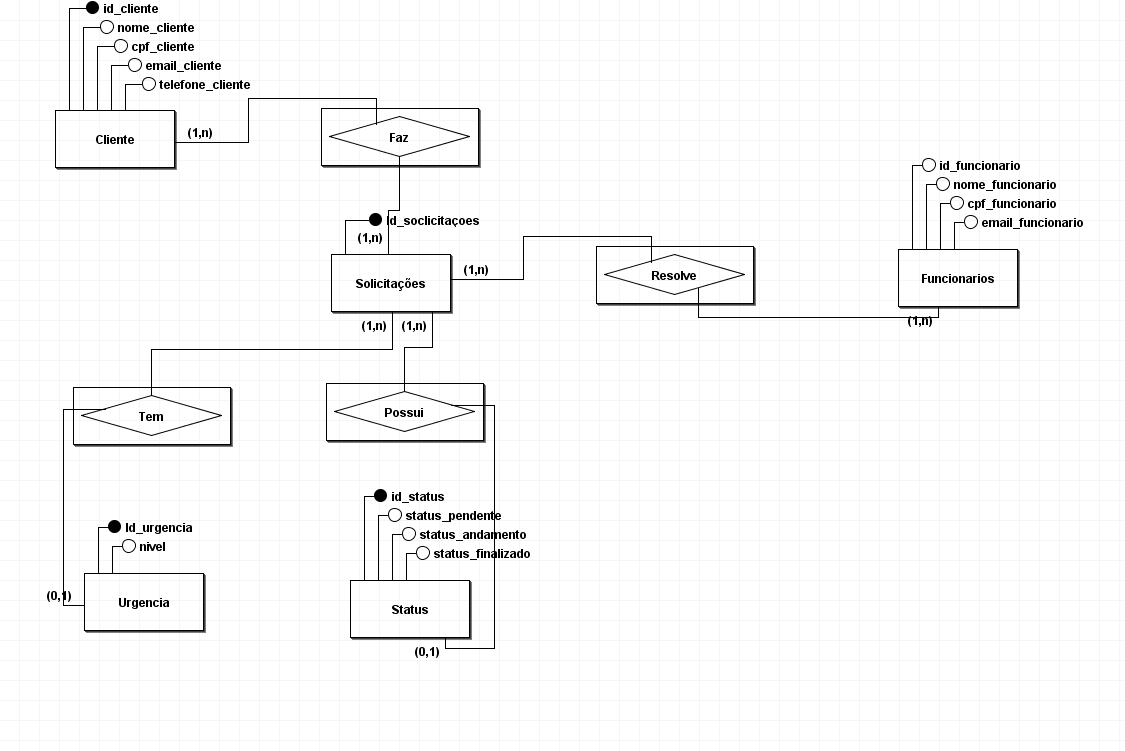 id_cliente
nome_cliente
cpf_cliente
email_cliente
telefone_cliente
Cliente
(1,n)
Faz
id_funcionario
nome_funcionario
cpf_funcionario
email_funcionario
Funcionarios
(1,n)
Id_soclicitaçoes
(1,n)
Solicitações
(1,n)
Resolve
(1,n)
(1,n)
Tem
Possui
id_status
status_pendente
status_andamento
status_finalizado
Status
(0,1)
Id_urgencia
nivel
Urgencia
(0,1)